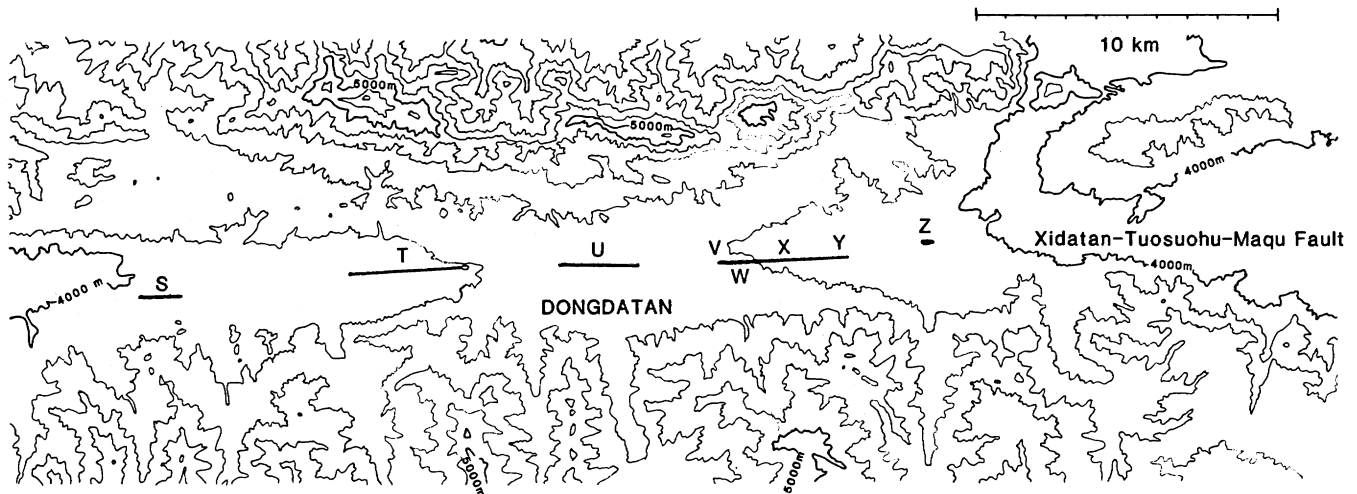 10 km
5000m
5000m
4000m
Z
V X Y
U
T
Xidatan-Tuosuohu-Maqu Fault
4000m
W
S
4000 m
DONGDATAN
5000m
5000m